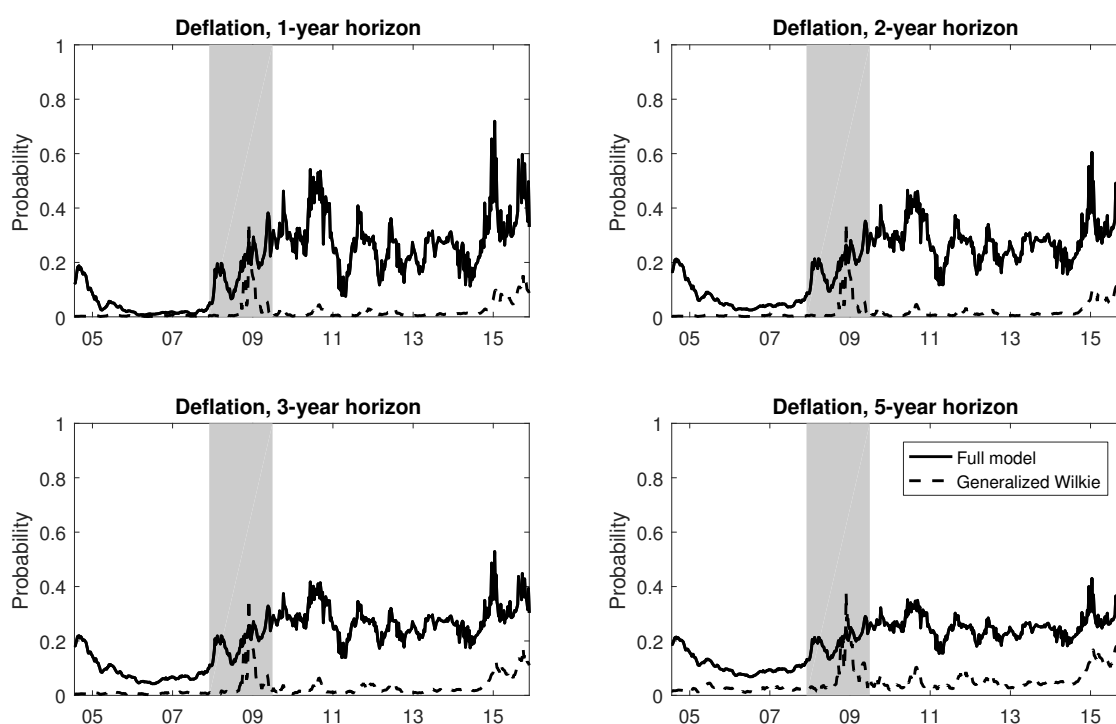 Deflation, 1-year horizon
Probability
1
0.8
0.6
0.4
0.2
0
05 07 09 11 13 15
Deflation, 2-year horizon
Probability
1
0.8
0.6
0.4
0.2
0
05 07 09 11 13 15
Deflation, 3-year horizon
Probability
1
0.8
0.6
0.4
0.2
0
05 07 09 11 13 15
Deflation, 5-year horizon
Probability
1
0.8
0.6
0.4
0.2
0
Full model
Generalized Wilkie
05 07 09 11 13 15